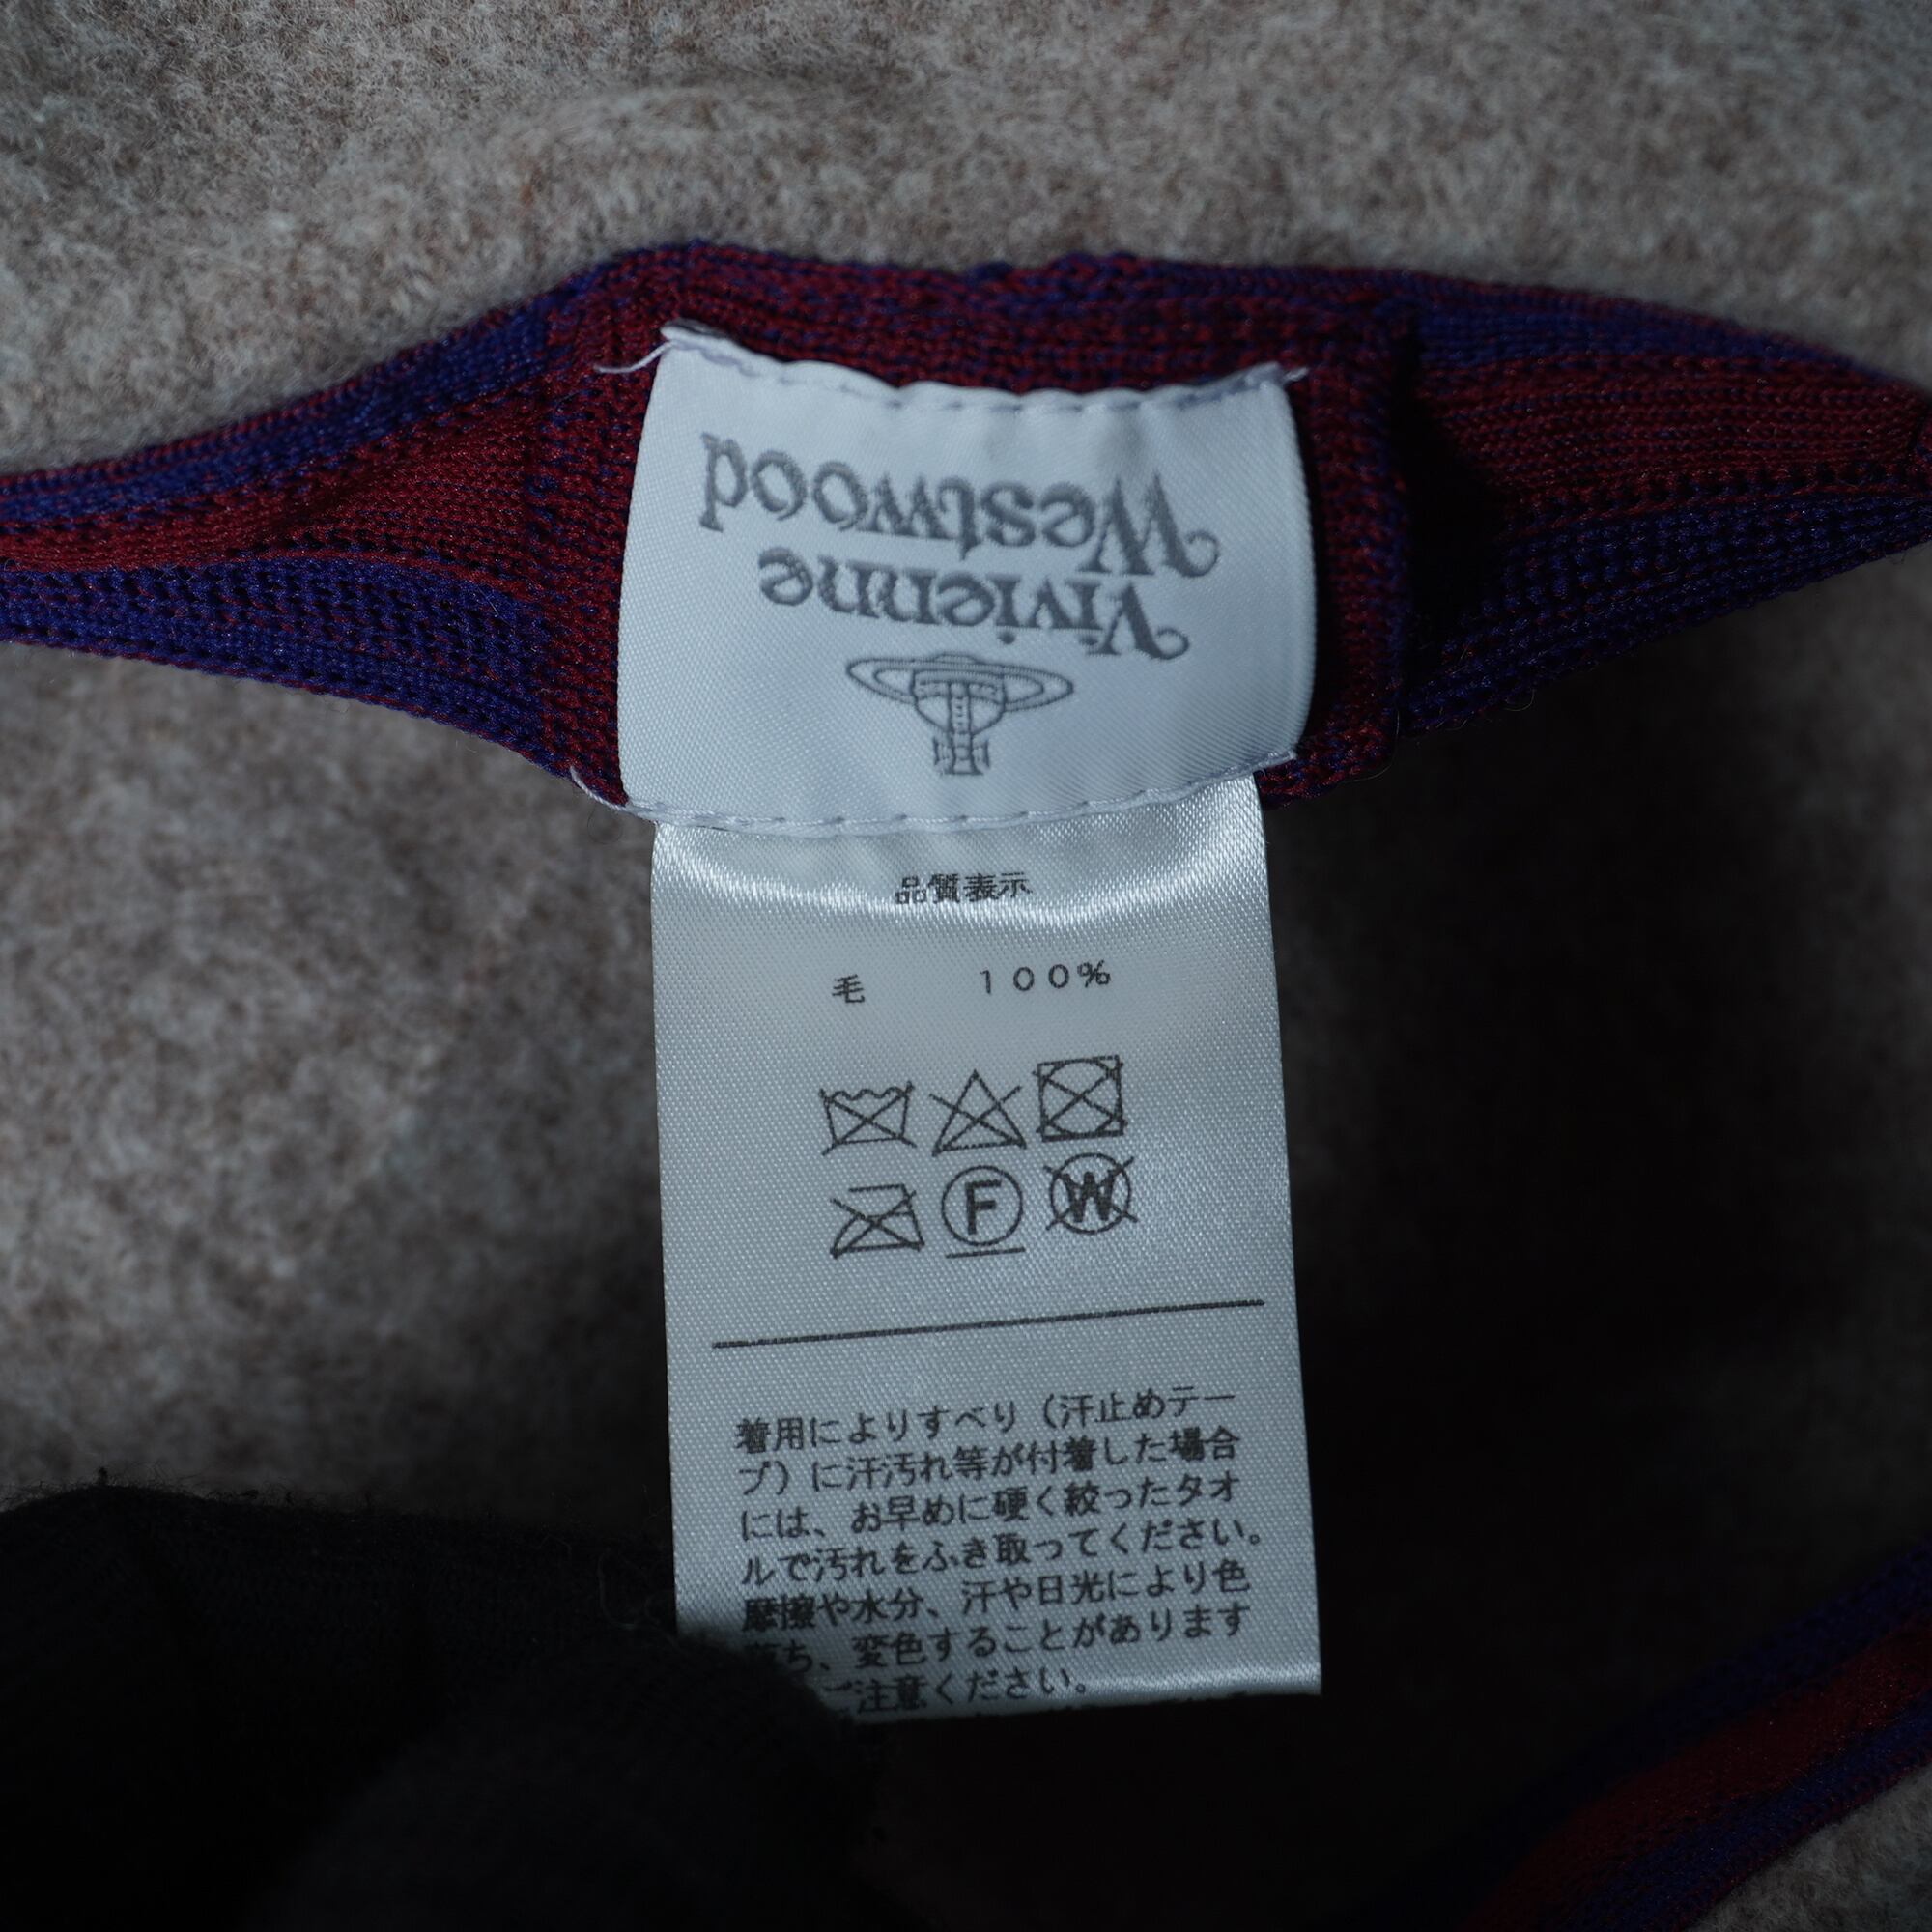 Vivienne
Westwood
品質表示
毛 100%
F
W
着用によりすべり（汗止めテー
プ）に汗汚れ等が付着した場合
には、お早めに硬く絞ったタオ
ルで汚れをふき取ってください。
摩擦や水分、汗や日光により色
ち、変色することがあります
ご注意ください。